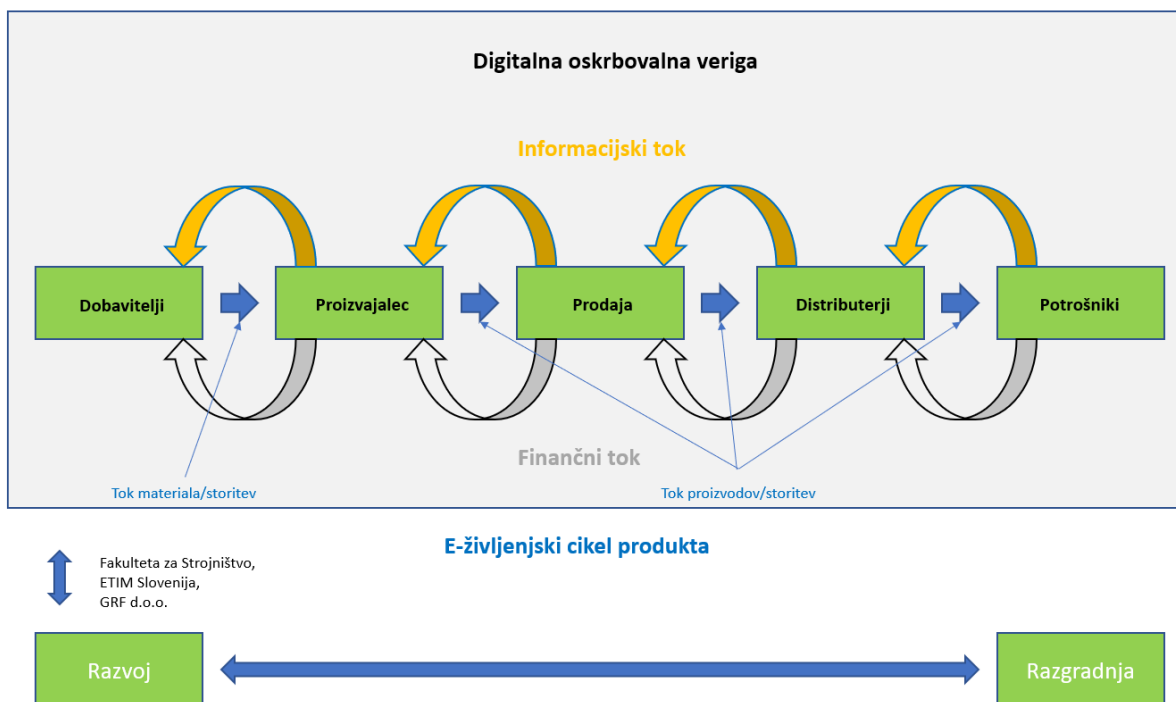 Digitalna oskrbovalna veriga
Informacijski tok
Dobavitelji
Proizvajalec
Prodaja
Distributerji
Potrošniki
Finančni tok
Tok materiala/storitev
Tok proizvodov/storitev
E-življenjski cikel produkta
Fakulteta za Strojništvo,
ETIM Slovenija,
GRF d.o.o.
Razvoj
Razgradnja